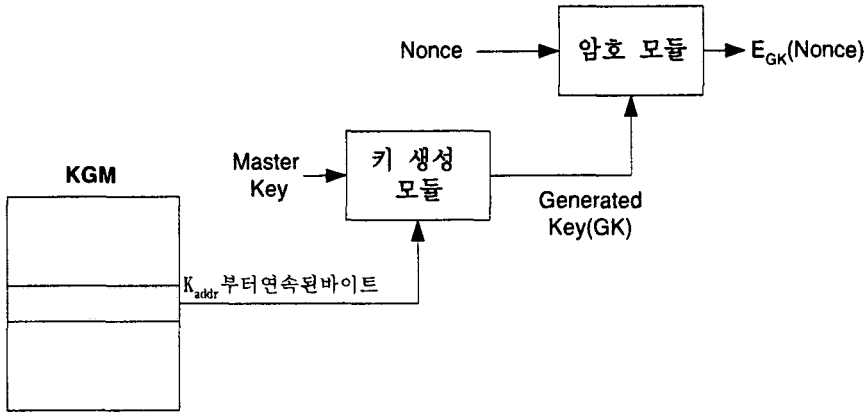 Nonce
암호 모듈
E_GK(Nonce)
Master
Key
키 생성
모듈
Generated
Key(GK)
KGM
K_addr부터연속된바이트